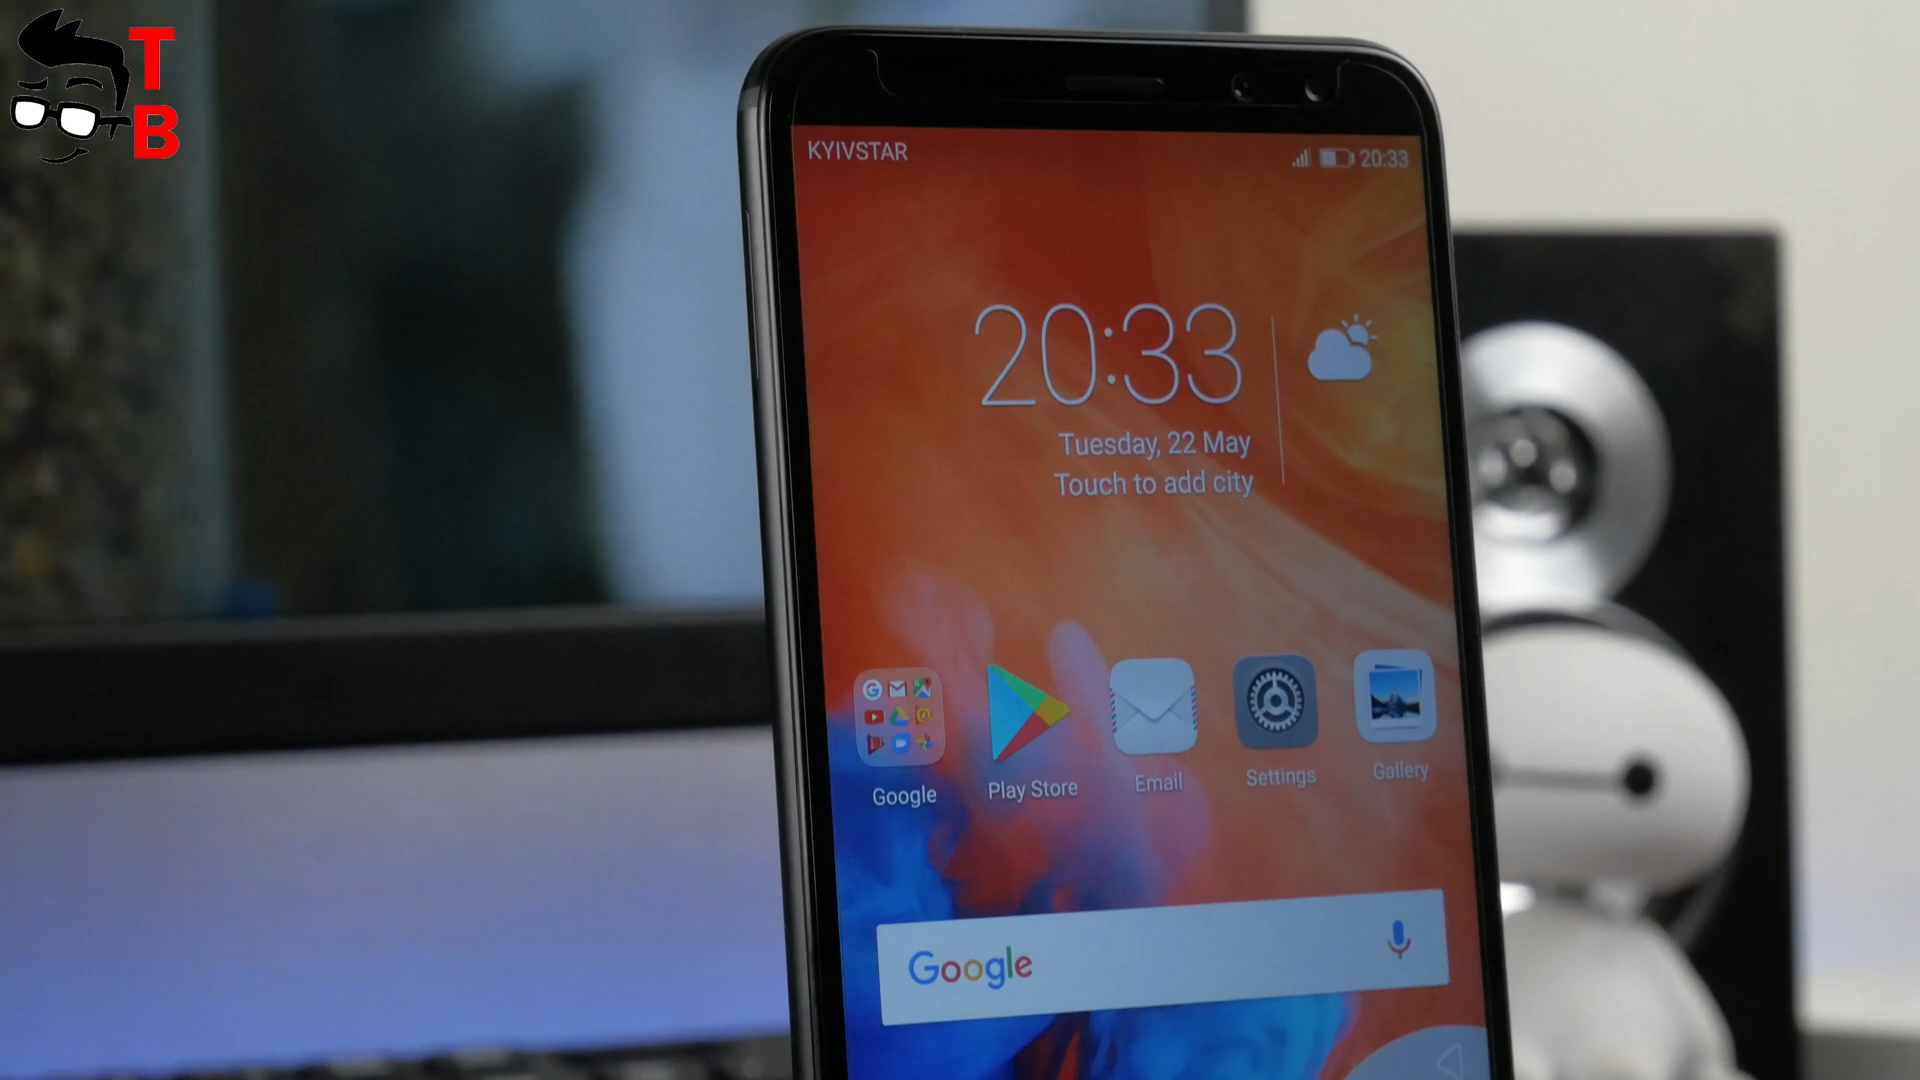 T
B
KYIVSTAR
20:33
20:33
Tuesday, 22 May
Touch to add city
Google
Play Store
Email
Settings
Gallery
Google